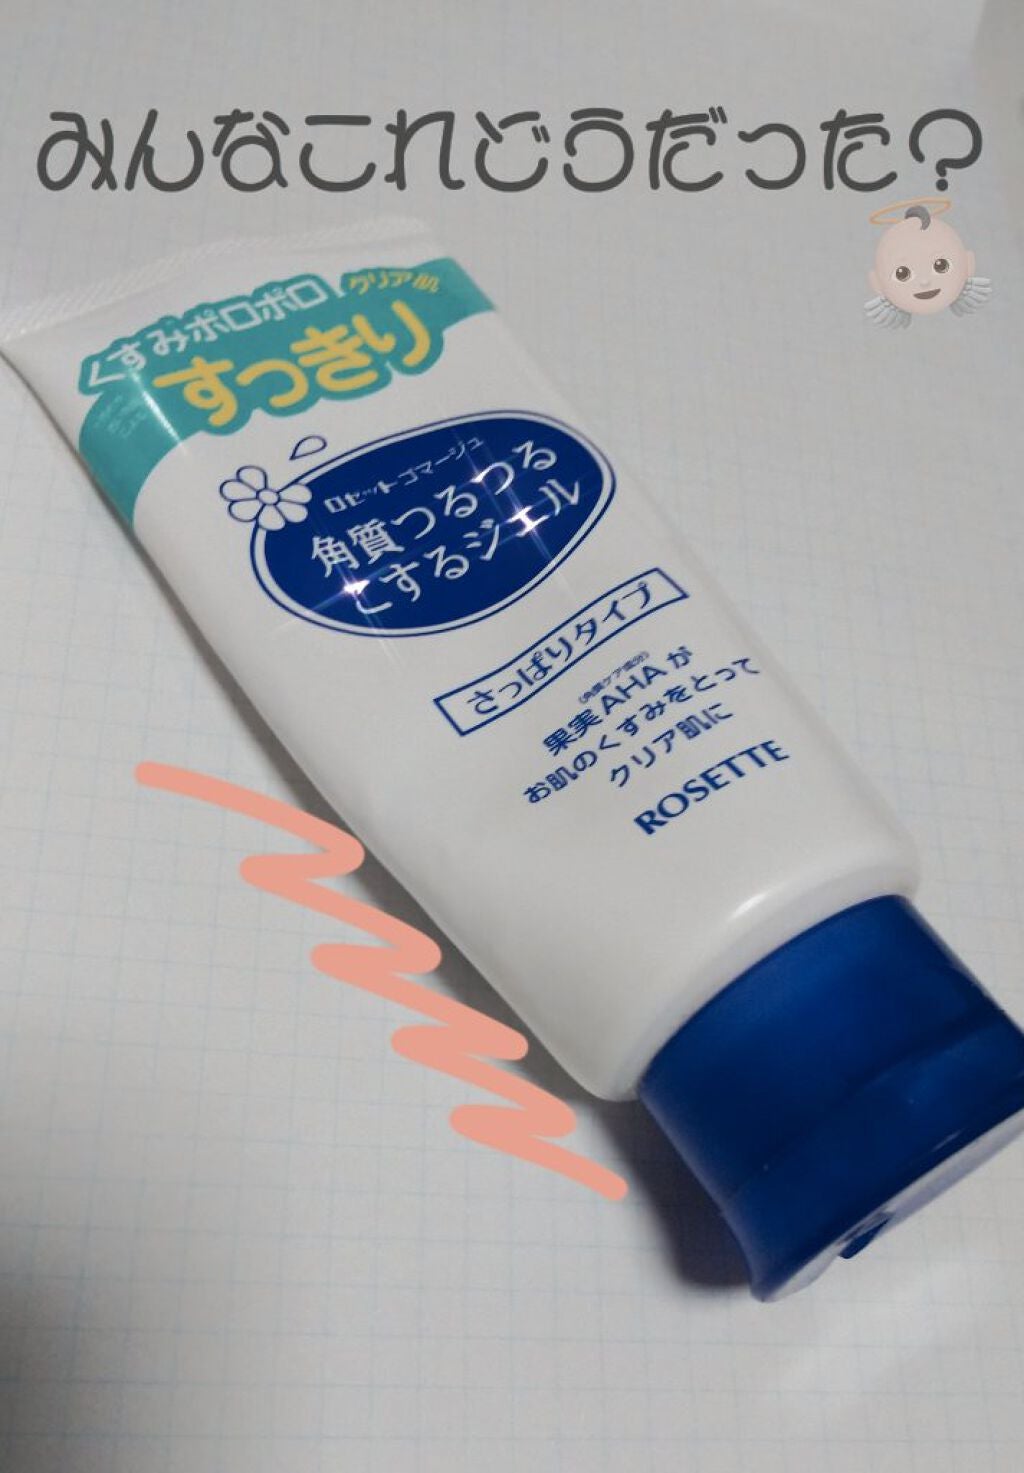 みんなこれどうだった?
くすみポロポロ！クリア肌
すっきり
ロゼットゴマージュ
角質つるつる
こするジェル
さっぱりタイプ
(角質ケア成分)
果実AHAが
お肌のくすみをとって
クリア肌に
ROSETTE